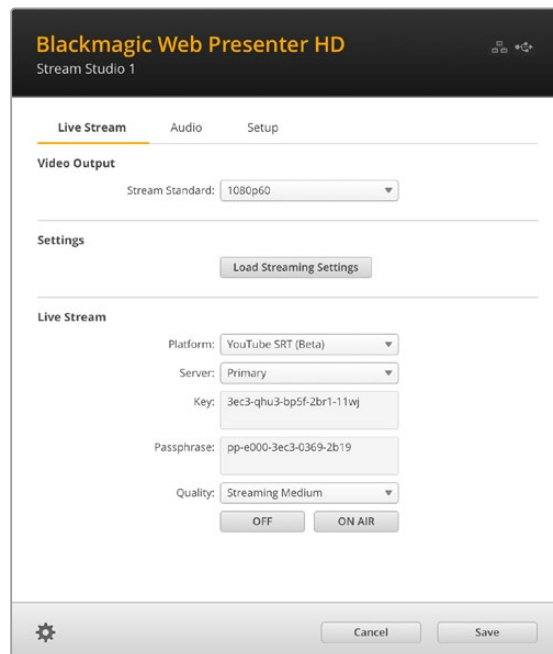 Blackmagic Web Presenter HD
Stream Studio 1
Live Stream Audio Setup
Video Output
Stream Standard: 1080p60
Settings
Load Streaming Settings
Live Stream
Platform: YouTube SRT (Beta)
Server: Primary
Key: 3ec3-qhu3-bp5f-2br1-11wj
Passphrase: pp-e000-3ec3-0369-2b19
Quality: Streaming Medium
OFF ON AIR
Cancel Save